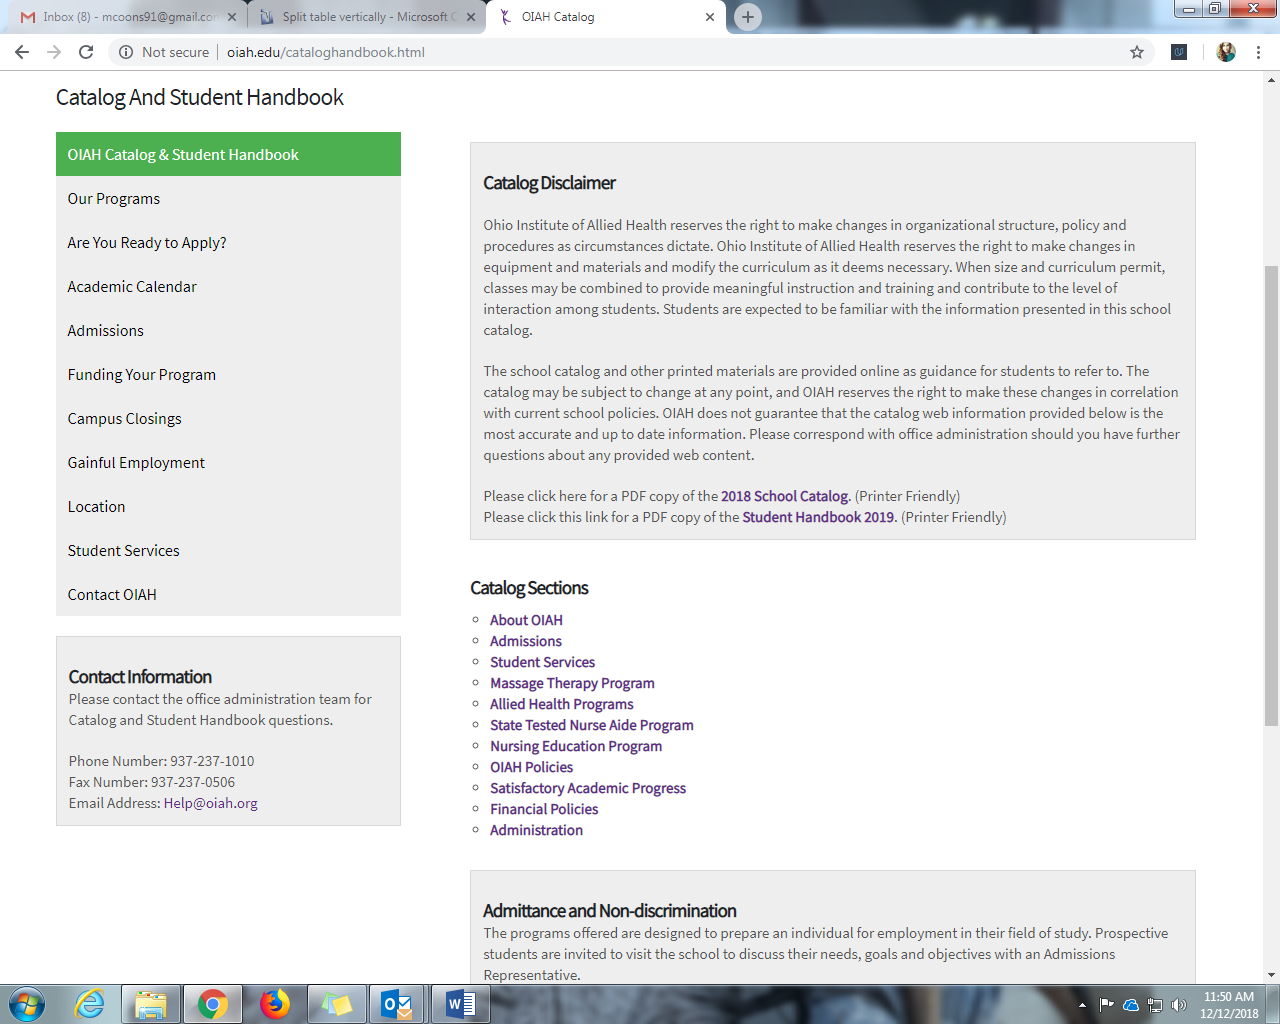 Inbox (8) - mcoons91@gmail.com
Split table vertically - Microsoft C
OIAH Catalog
Not secure
oiah.edu/cataloghandbook.html
Catalog And Student Handbook
OIAH Catalog & Student Handbook
Our Programs
Are You Ready to Apply?
Academic Calendar
Admissions
Funding Your Program
Campus Closings
Gainful Employment
Location
Student Services
Contact OIAH
Contact Information
Please contact the office administration team for
Catalog and Student Handbook questions.
Phone Number: 937-237-1010
Fax Number: 937-237-0506
Email Address: Help@oiah.org
Catalog Disclaimer
Ohio Institute of Allied Health reserves the right to make changes in organizational structure, policy and
procedures as circumstances dictate. Ohio Institute of Allied Health reserves the right to make changes in
equipment and materials and modify the curriculum as it deems necessary. When size and curriculum permit,
classes may be combined to provide meaningful instruction and training and contribute to the level of
interaction among students. Students are expected to be familiar with the information presented in this school
catalog.
The school catalog and other printed materials are provided online as guidance for students to refer to. The
catalog may be subject to change at any point, and OIAH reserves the right to make these changes in correlation
with current school policies. OIAH does not guarantee that the catalog web information provided below is the
most accurate and up to date information. Please correspond with office administration should you have further
questions about any provided web content.
Please click here for a PDF copy of the 2018 School Catalog. (Printer Friendly)
Please click this link for a PDF copy of the Student Handbook 2019. (Printer Friendly)
Catalog Sections
About OIAH
Admissions
Student Services
Massage Therapy Program
Allied Health Programs
State Tested Nurse Aide Program
Nursing Education Program
OIAH Policies
Satisfactory Academic Progress
Financial Policies
Administration
Admittance and Non-discrimination
The programs offered are designed to prepare an individual for employment in their field of study. Prospective
students are invited to visit the school to discuss their needs, goals and objectives with an Admissions
Representative.
11:50 AM
12/12/2018